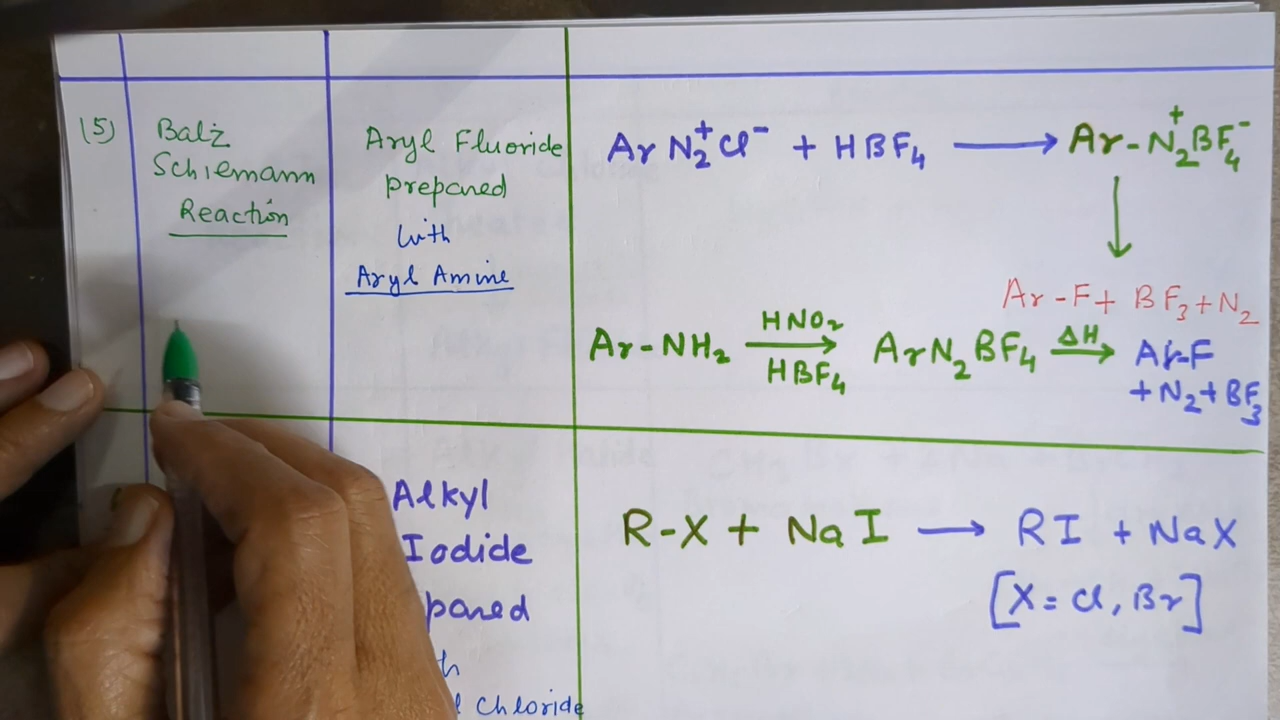 (5)
Balz
Schiemann
Reaction
Aryl Fluoride
prepared
with
Aryl Amine
Ar N₂⁺Cl⁻ + HBF₄ ⟶ Ar-N₂⁺BF₄⁻
↓
Ar-F + BF₃ + N₂
Ar-NH₂ HNO₂ / HBF₄ → ArN₂BF₄ ΔH → Ar-F
+ N₂ + BF₃
Alkyl
Iodide
pared
h
Chloride
R-X + NaI ⟶ RI + NaX
[X = Cl, Br]